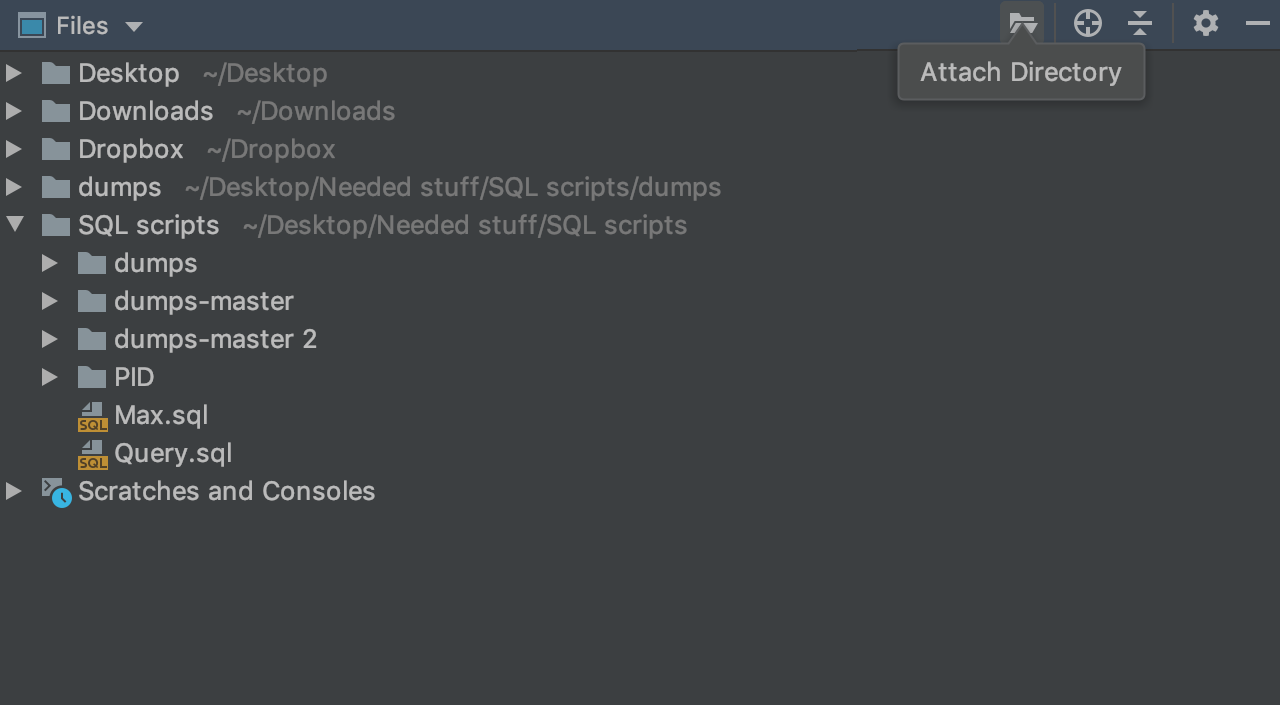 Files
Attach Directory
Desktop ~/Desktop
Downloads ~/Downloads
Dropbox ~/Dropbox
dumps ~/Desktop/Needed stuff/SQL scripts/dumps
SQL scripts ~/Desktop/Needed stuff/SQL scripts
dumps
dumps-master
dumps-master 2
PID
SQL Max.sql
SQL Query.sql
Scratches and Consoles